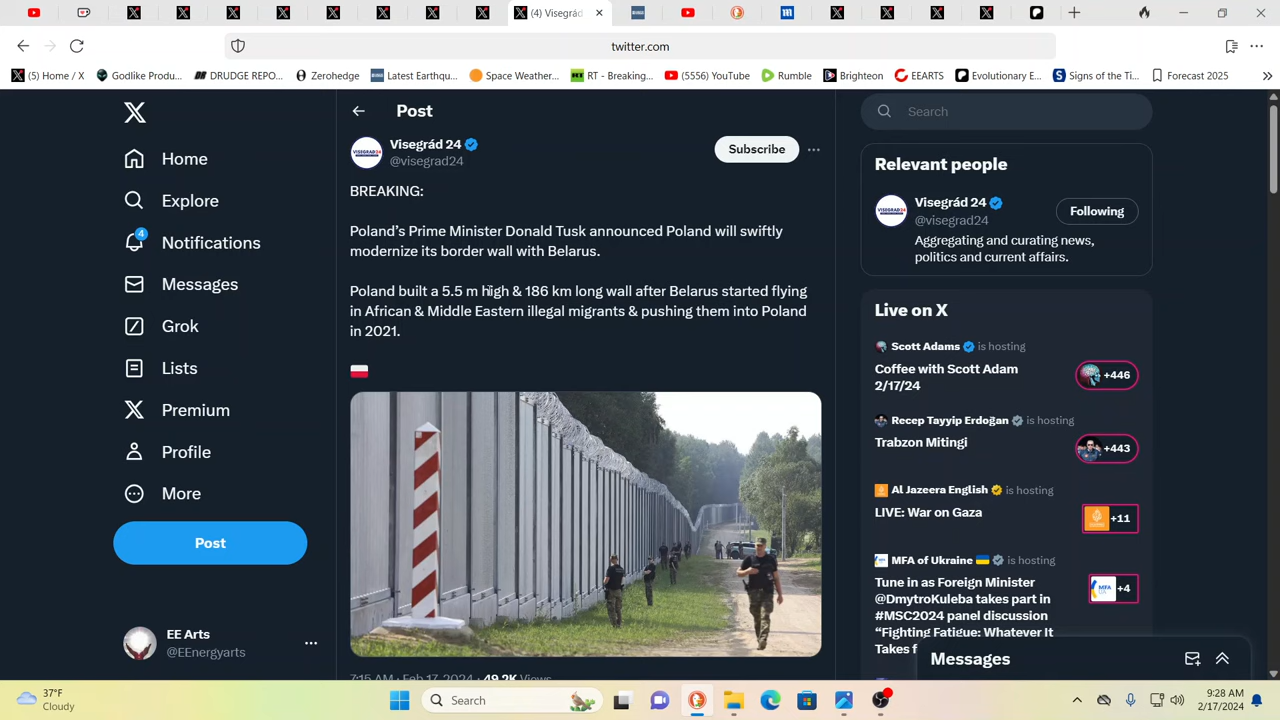 (4) Visegrád
twitter.com
(5) Home / X
Godlike Produ...
DRUDGE REPO...
Zerohedge
Latest Earthqu...
Space Weather...
RT - Breaking...
(5556) YouTube
Rumble
Brighteon
EEARTS
Evolutionary E...
Signs of the Ti...
Forecast 2025
Home
Explore
4
Notifications
Messages
Grok
Lists
Premium
Profile
More
Post
EE Arts
@EEnergyarts
Post
Visegrád 24
@visegrad24
Subscribe
BREAKING:
Poland’s Prime Minister Donald Tusk announced Poland will swiftly
modernize its border wall with Belarus.
Poland built a 5.5 m high & 186 km long wall after Belarus started flying
in African & Middle Eastern illegal migrants & pushing them into Poland
in 2021.
7:15 AM · Feb 17, 2024 · 49.2K Views
Search
Relevant people
Visegrád 24
@visegrad24
Following
Aggregating and curating news,
politics and current affairs.
Live on X
Scott Adams is hosting
Coffee with Scott Adam
2/17/24
+446
Recep Tayyip Erdoğan is hosting
Trabzon Mitingi
+443
Al Jazeera English is hosting
LIVE: War on Gaza
+11
MFA of Ukraine is hosting
Tune in as Foreign Minister
@DmytroKuleba takes part in
#MSC2024 panel discussion
“Fighting Fatigue: Whatever It
Takes f
+4
Messages
37°F
Cloudy
Search
9:28 AM
2/17/2024